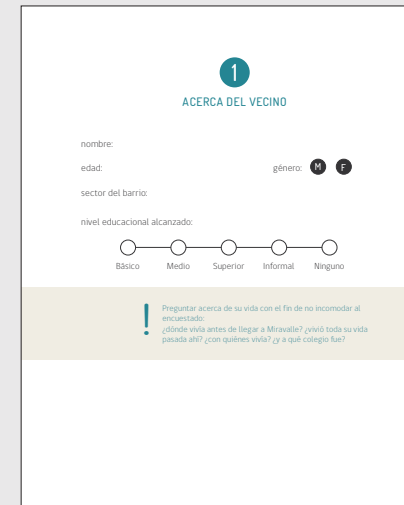 1
ACERCA DEL VECINO
nombre:
edad:
género: M F
sector del barrio:
nivel educacional alcanzado:
Básico Medio Superior Informal Ninguno
! Preguntar acerca de su vida con el fin de no incomodar al
encuestado:
¿dónde vivía antes de llegar a Miravalle? ¿vivió toda su vida
pasada ahí? ¿con quiénes vivía? ¿y a qué colegio fue?